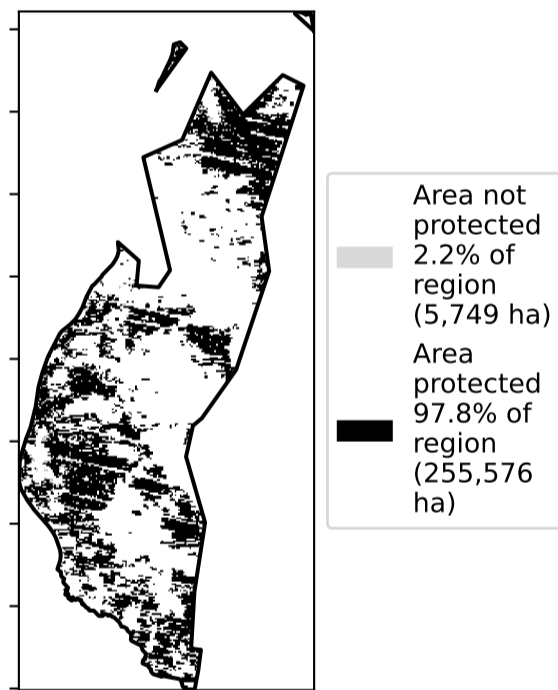 Area not
protected
2.2% of
region
(5,749 ha)
Area
protected
97.8% of
region
(255,576
ha)